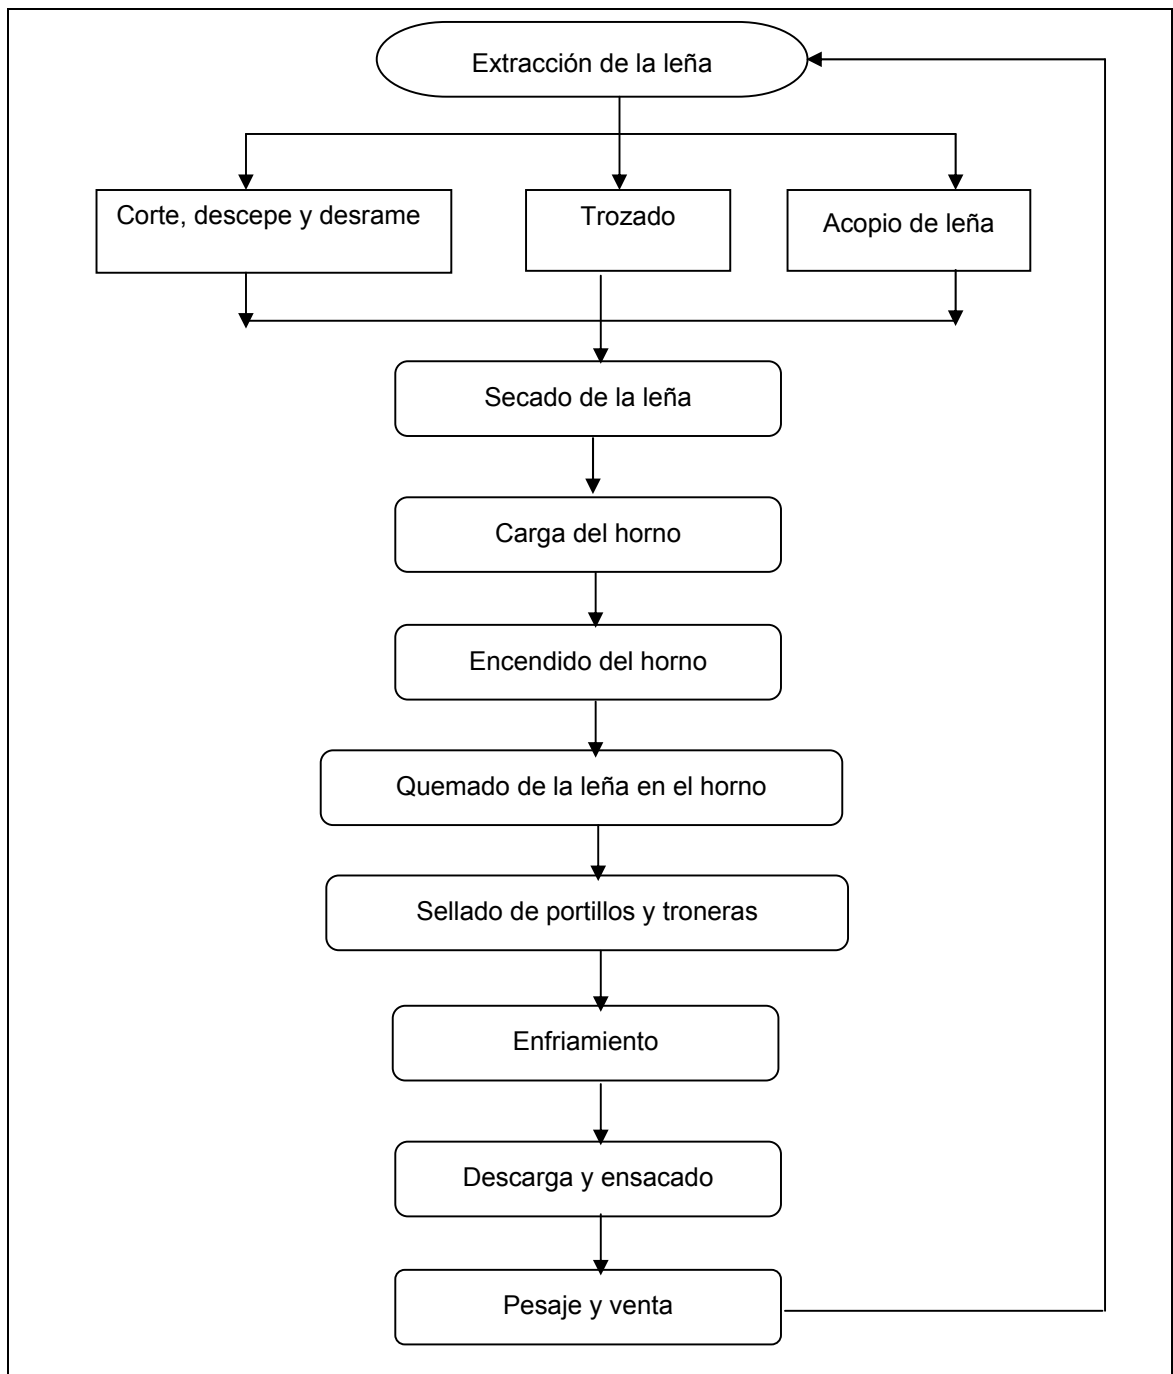 Extracción de la leña
Corte, descepe y desrame
Trozado
Acopio de leña
Secado de la leña
Carga del horno
Encendido del horno
Quemado de la leña en el horno
Sellado de portillos y troneras
Enfriamiento
Descarga y ensacado
Pesaje y venta